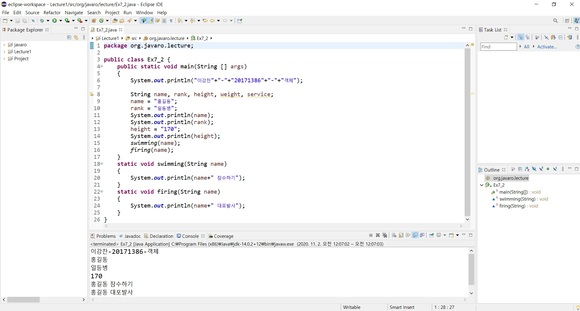 eclipse-workspace - Lecture1/src/org/javaro/lecture/Ex7_2.java - Eclipse IDE
File Edit Source Refactor Navigate Search Project Run Window Help
Package Explorer
javaro
Lecture1
Project
Ex7_2.java
Lecture1 src org.javaro.lecture Ex7_2
1 package org.javaro.lecture;
2
3 public class Ex7_2 {
4 public static void main(String [] args)
5 {
6 System.out.println("이강찬"+"-"+"20171386"+"-"+"객체");
7
8 String name, rank, height, weight, service;
9 name = "홍길동";
10 rank = "일등병";
11 System.out.println(name);
12 System.out.println(rank);
13 height = "170";
14 System.out.println(height);
15 swimming(name);
16 firing(name);
17 }
18 static void swimming(String name)
19 {
20 System.out.println(name+" 잠수하기");
21 }
22 static void firing(String name)
23 {
24 System.out.println(name+" 대포발사");
25 }
26 }
Task List
Find All Activate...
Outline
org.javaro.lecture
Ex7_2
main(String[]) : void
swimming(String) : void
firing(String) : void
Problems Javadoc Declaration Console Coverage
<terminated> Ex7_2 [Java Application] C:\Program Files (x86)\Java\jdk-14.0.2+12\bin\javaw.exe (2020. 11. 2. 오전 12:07:02 – 오전 12:07:03)
이강찬-20171386-객체
홍길동
일등병
170
홍길동 잠수하기
홍길동 대포발사
Writable Smart Insert 1 : 28 : 27